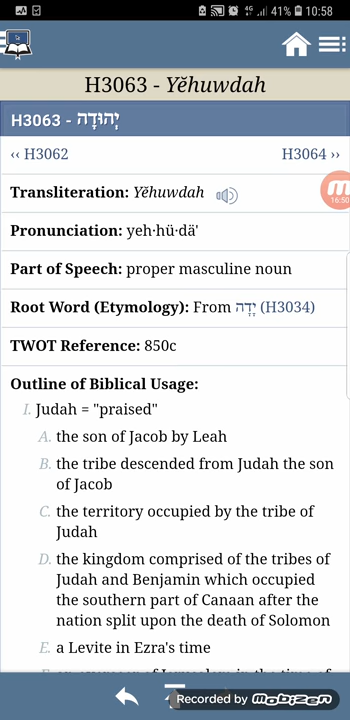 4G 41% 10:58
H3063 - Yĕhuwdah
H3063 - יְהוּדָה
‹‹ H3062 H3064 ››
Transliteration: Yĕhuwdah
16:50
Pronunciation: yeh·hü·dä'
Part of Speech: proper masculine noun
Root Word (Etymology): From יָדָה (H3034)
TWOT Reference: 850c
Outline of Biblical Usage:
I. Judah = "praised"
A. the son of Jacob by Leah
B. the tribe descended from Judah the son
of Jacob
C. the territory occupied by the tribe of
Judah
D. the kingdom comprised of the tribes of
Judah and Benjamin which occupied
the southern part of Canaan after the
nation split upon the death of Solomon
E. a Levite in Ezra's time
Recorded by mobizen